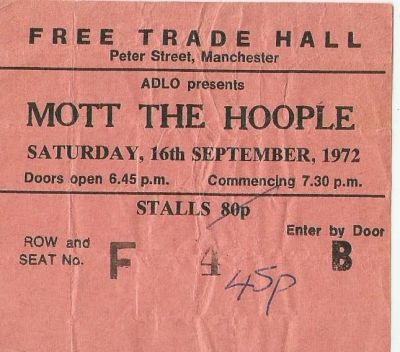 FREE TRADE HALL
Peter Street, Manchester
ADLO presents
MOTT THE HOOPLE
SATURDAY, 16th SEPTEMBER, 1972
Doors open 6.45 p.m. Commencing 7.30 p.m.
STALLS 80p
Enter by Door
ROW and
SEAT No. F 4 B
45p